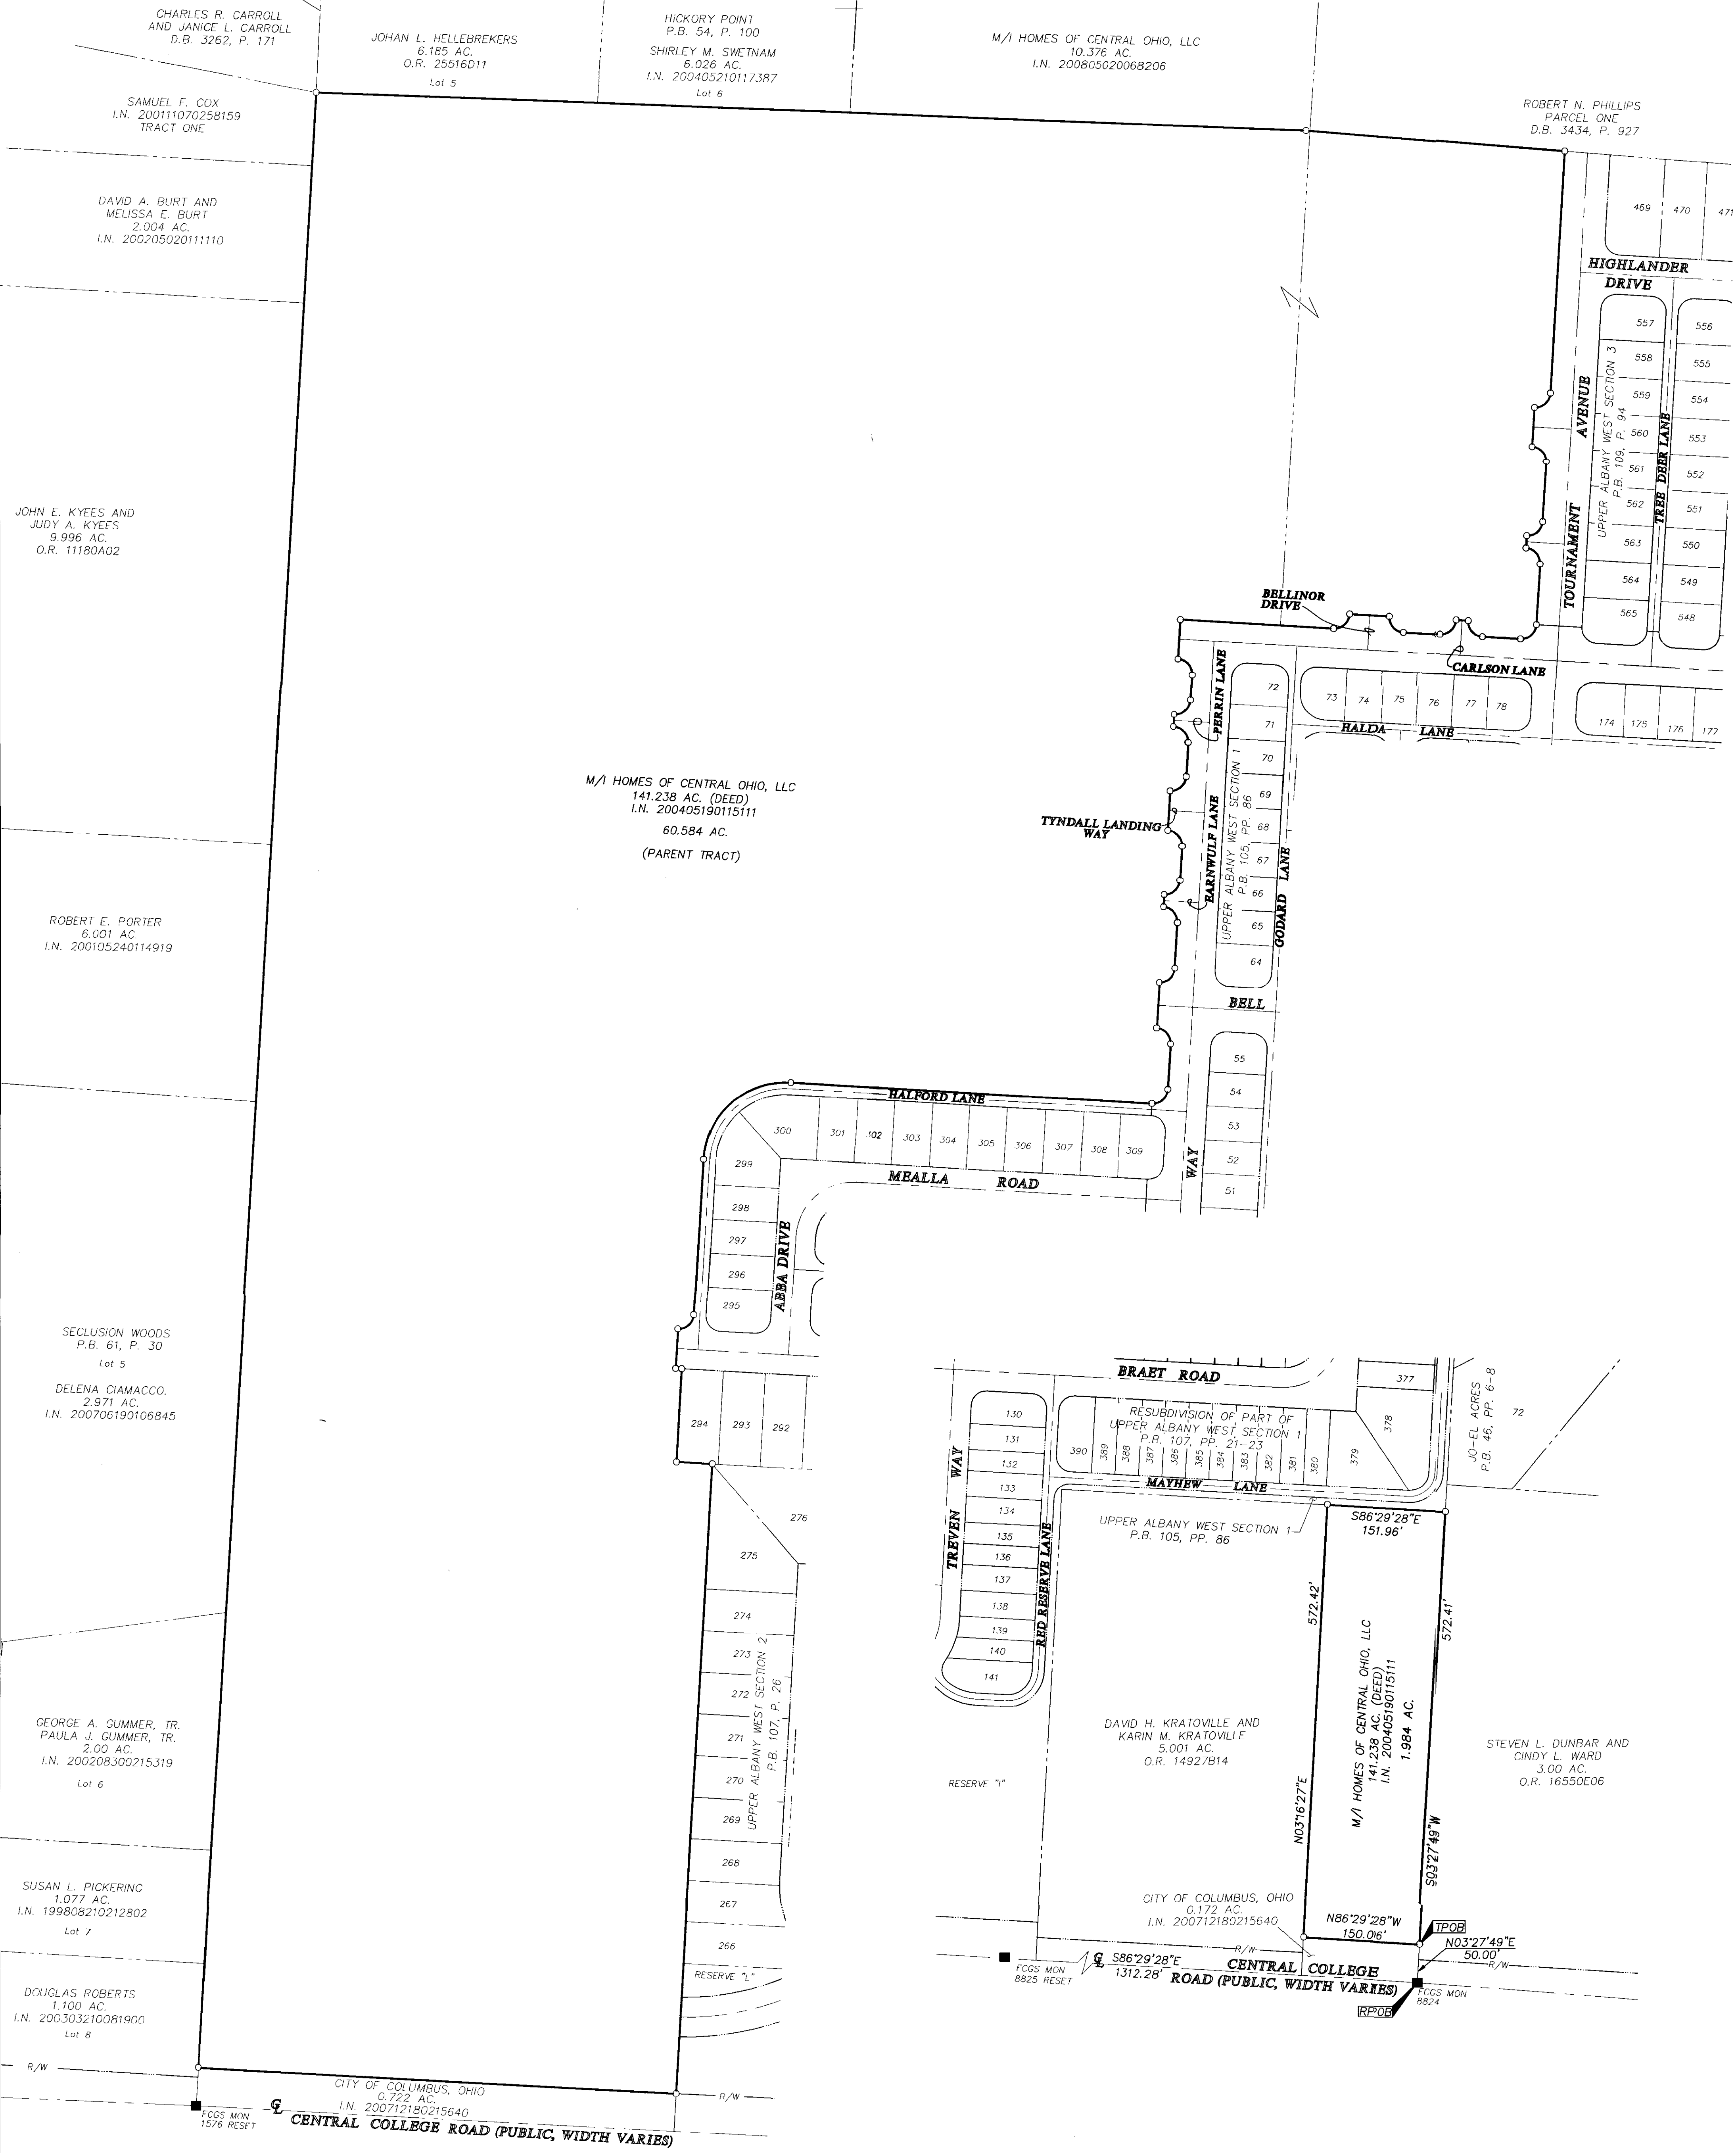 CHARLES R. CARROLL
AND JANICE L. CARROLL
D.B. 3262, P. 171
JOHAN L. HELLEBREKERS
6.185 AC.
O.R. 25516D11
Lot 5
HICKORY POINT
P.B. 54, P. 100
SHIRLEY M. SWETNAM
6.026 AC.
I.N. 200405210117387
Lot 6
M/I HOMES OF CENTRAL OHIO, LLC
10.376 AC.
I.N. 200805020068206
ROBERT N. PHILLIPS
PARCEL ONE
D.B. 3434, P. 927
SAMUEL F. COX
I.N. 200111070258159
TRACT ONE
DAVID A. BURT AND
MELISSA E. BURT
2.004 AC.
I.N. 200205020111110
JOHN E. KYEES AND
JUDY A. KYEES
9.996 AC.
O.R. 11180A02
ROBERT E. PORTER
6.001 AC.
I.N. 200105240114919
SECLUSION WOODS
P.B. 61, P. 30
Lot 5
DELENA CIAMACCO.
2.971 AC.
I.N. 200706190106845
GEORGE A. GUMMER, TR.
PAULA J. GUMMER, TR.
2.00 AC.
I.N. 200208300215319
Lot 6
SUSAN L. PICKERING
1.077 AC.
I.N. 199808210212802
Lot 7
DOUGLAS ROBERTS
1.100 AC.
I.N. 200303210081900
Lot 8
R/W
FCGS MON
1576 RESET
CITY OF COLUMBUS, OHIO
0.722 AC.
I.N. 200712180215640
R/W
℄ CENTRAL COLLEGE ROAD (PUBLIC, WIDTH VARIES)
M/I HOMES OF CENTRAL OHIO, LLC
141.238 AC. (DEED)
I.N. 200405190115111
60.584 AC.
(PARENT TRACT)
469
470
471
HIGHLANDER
DRIVE
557
558
559
560
561
562
563
564
565
556
555
554
553
552
551
550
549
548
UPPER ALBANY WEST SECTION 3
P.B. 109, P. 94
TREE DEER LANE
TOURNAMENT AVENUE
BELLINOR
DRIVE
CARLSON LANE
PERRIN LANE
73
74
75
76
77
78
HALDA LANE
174
175
176
177
72
71
70
69
68
67
66
65
64
UPPER ALBANY WEST SECTION 1
P.B. 105, PP. 86
TYNDALL LANDING
WAY
EARNWULF LANE
GODARD LANE
BELL
WAY
55
54
53
52
51
HALFORD LANE
300
301
302
303
304
305
306
307
308
309
MEALLA ROAD
299
298
297
296
295
ABBA DRIVE
294
293
292
276
275
274
273
272
271
270
269
268
267
266
UPPER ALBANY WEST SECTION 2
P.B. 107, P. 26
RESERVE "L"
BRAET ROAD
377
378
379
JO-EL ACRES
P.B. 46, PP. 6-8
72
RESUBDIVISION OF PART OF
UPPER ALBANY WEST SECTION 1
P.B. 107, PP. 21-23
390
389
388
387
386
385
384
383
382
381
380
MAYHEW LANE
130
131
132
133
134
135
136
137
138
139
140
141
TREVEN WAY
RED RESERVE LANE
UPPER ALBANY WEST SECTION 1
P.B. 105, PP. 86
S86°29'28"E
151.96'
572.42'
N03°16'27"E
572.41'
S03°27'49"W
M/I HOMES OF CENTRAL OHIO, LLC
141.238 AC. (DEED)
I.N. 200405190115111
1.984 AC.
DAVID H. KRATOVILLE AND
KARIN M. KRATOVILLE
5.001 AC.
O.R. 14927B14
RESERVE "I"
STEVEN L. DUNBAR AND
CINDY L. WARD
3.00 AC.
O.R. 16550E06
CITY OF COLUMBUS, OHIO
0.172 AC.
I.N. 200712180215640
N86°29'28"W
150.06'
TPOB
N03°27'49"E
50.00'
R/W
R/W
FCGS MON
8825 RESET
℄ S86°29'28"E
1312.28'
CENTRAL COLLEGE
ROAD (PUBLIC, WIDTH VARIES)
FCGS MON
8824
RPOB